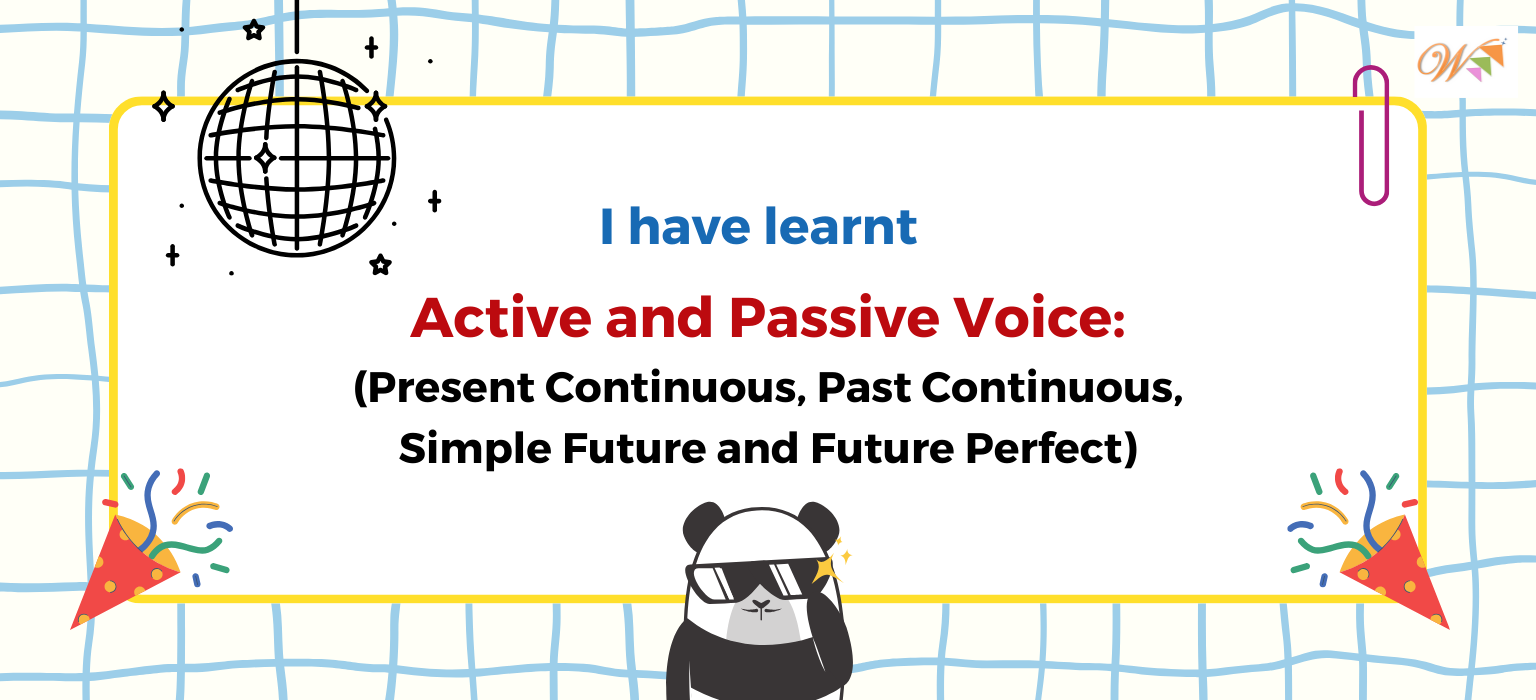 W
I have learnt
Active and Passive Voice:
(Present Continuous, Past Continuous,
Simple Future and Future Perfect)